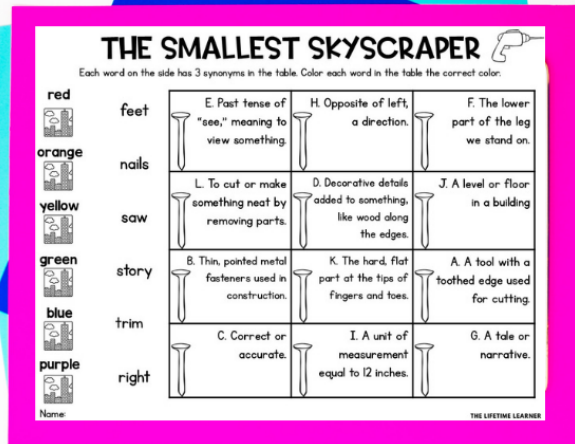 THE SMALLEST SKYSCRAPER
Each word on the side has 3 synonyms in the table. Color each word in the table the correct color.
red
orange
yellow
green
blue
purple
feet
nails
saw
story
trim
right
E. Past tense of
"see," meaning to
view something.
H. Opposite of left,
a direction.
F. The lower
part of the leg
we stand on.
L. To cut or make
something neat by
removing parts.
D. Decorative details
added to something,
like wood along
the edges.
J. A level or floor
in a building
B. Thin, pointed metal
fasteners used in
construction.
K. The hard, flat
part at the tips of
fingers and toes.
A. A tool with a
toothed edge used
for cutting.
C. Correct or
accurate.
I. A unit of
measurement
equal to 12 inches.
G. A tale or
narrative.
Name:
THE LIFETIME LEARNER